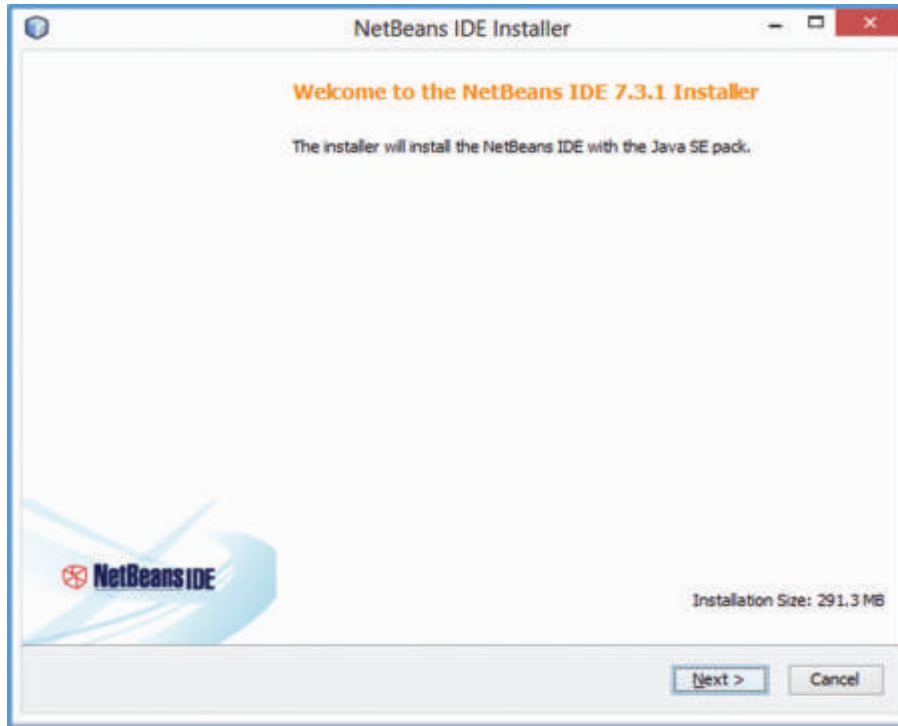 NetBeans IDE Installer
Welcome to the NetBeans IDE 7.3.1 Installer
The installer will install the NetBeans IDE with the Java SE pack.
NetBeans IDE
Installation Size: 291.3 MB
Next >
Cancel